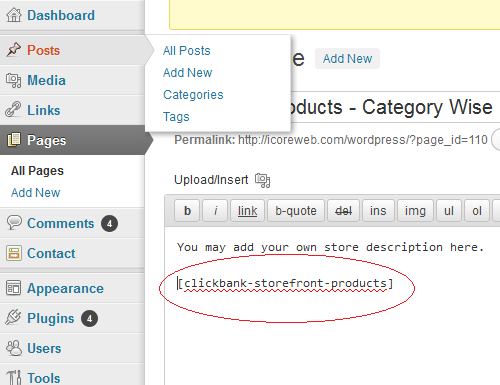 Dashboard
Posts
Media
Links
Pages
All Pages
Add New
Comments 4
Contact
Appearance
Plugins 4
Users
Tools
All Posts
Add New
Categories
Tags
Add New
oducts - Category Wise
Permalink: http://icoreweb.com/wordpress/?page_id=110
Upload/Insert
b i link b-quote del ins img ul ol
You may add your own store description here.
[clickbank-storefront-products]